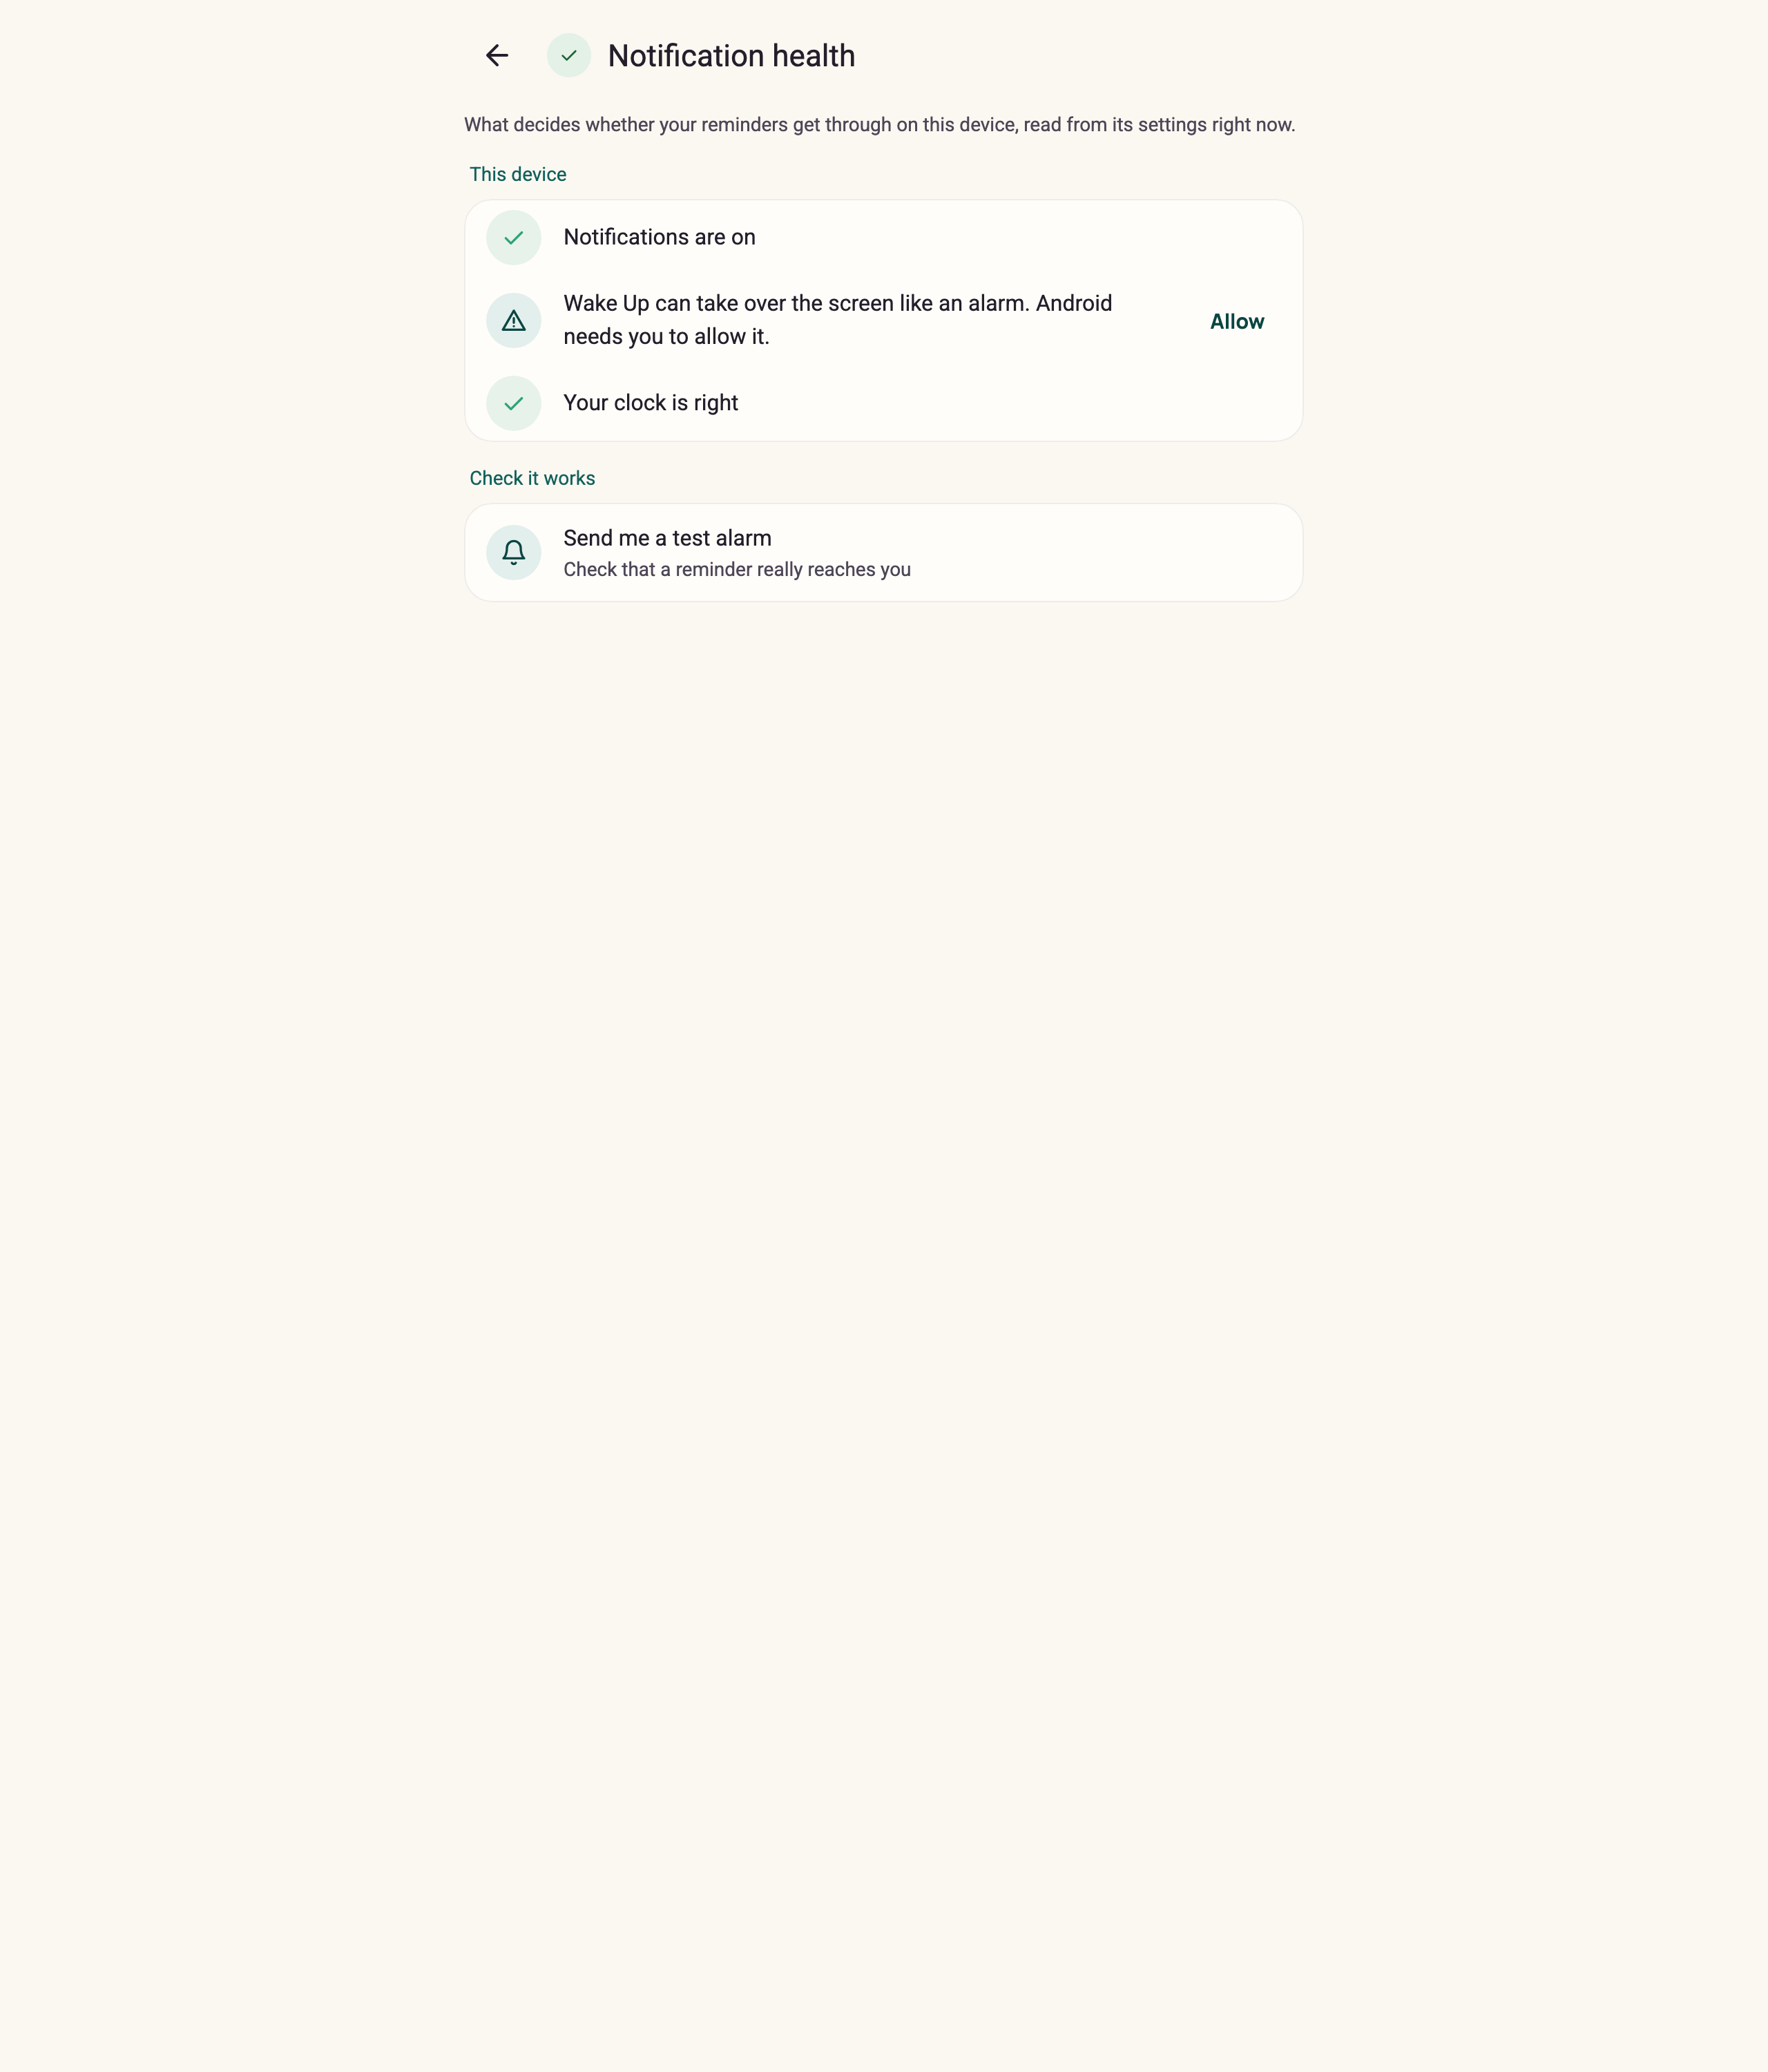 Notification health
What decides whether your reminders get through on this device, read from its settings right now.
This device
Notifications are on
Wake Up can take over the screen like an alarm. Android
needs you to allow it.
Allow
Your clock is right
Check it works
Send me a test alarm
Check that a reminder really reaches you